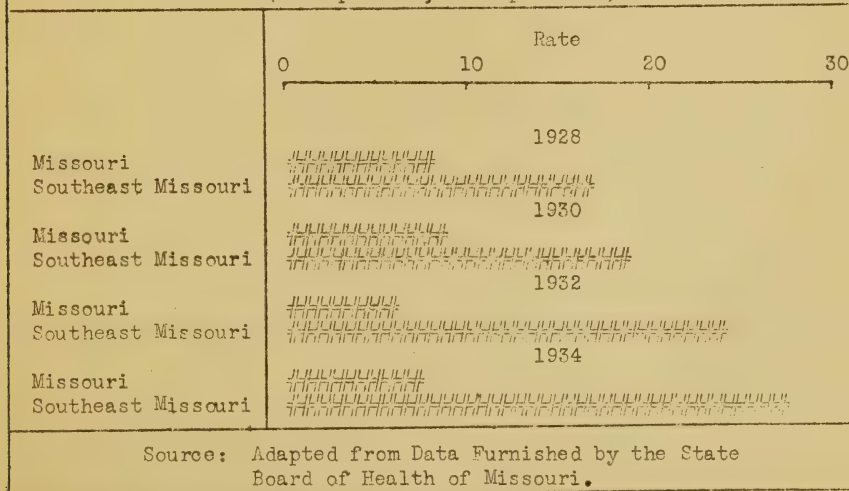 Rate
0 10 20 30
1928
Missouri
Southeast Missouri
1930
Missouri
Southeast Missouri
1932
Missouri
Southeast Missouri
1934
Missouri
Southeast Missouri
Source: Adapted from Data Furnished by the State
Board of Health of Missouri.